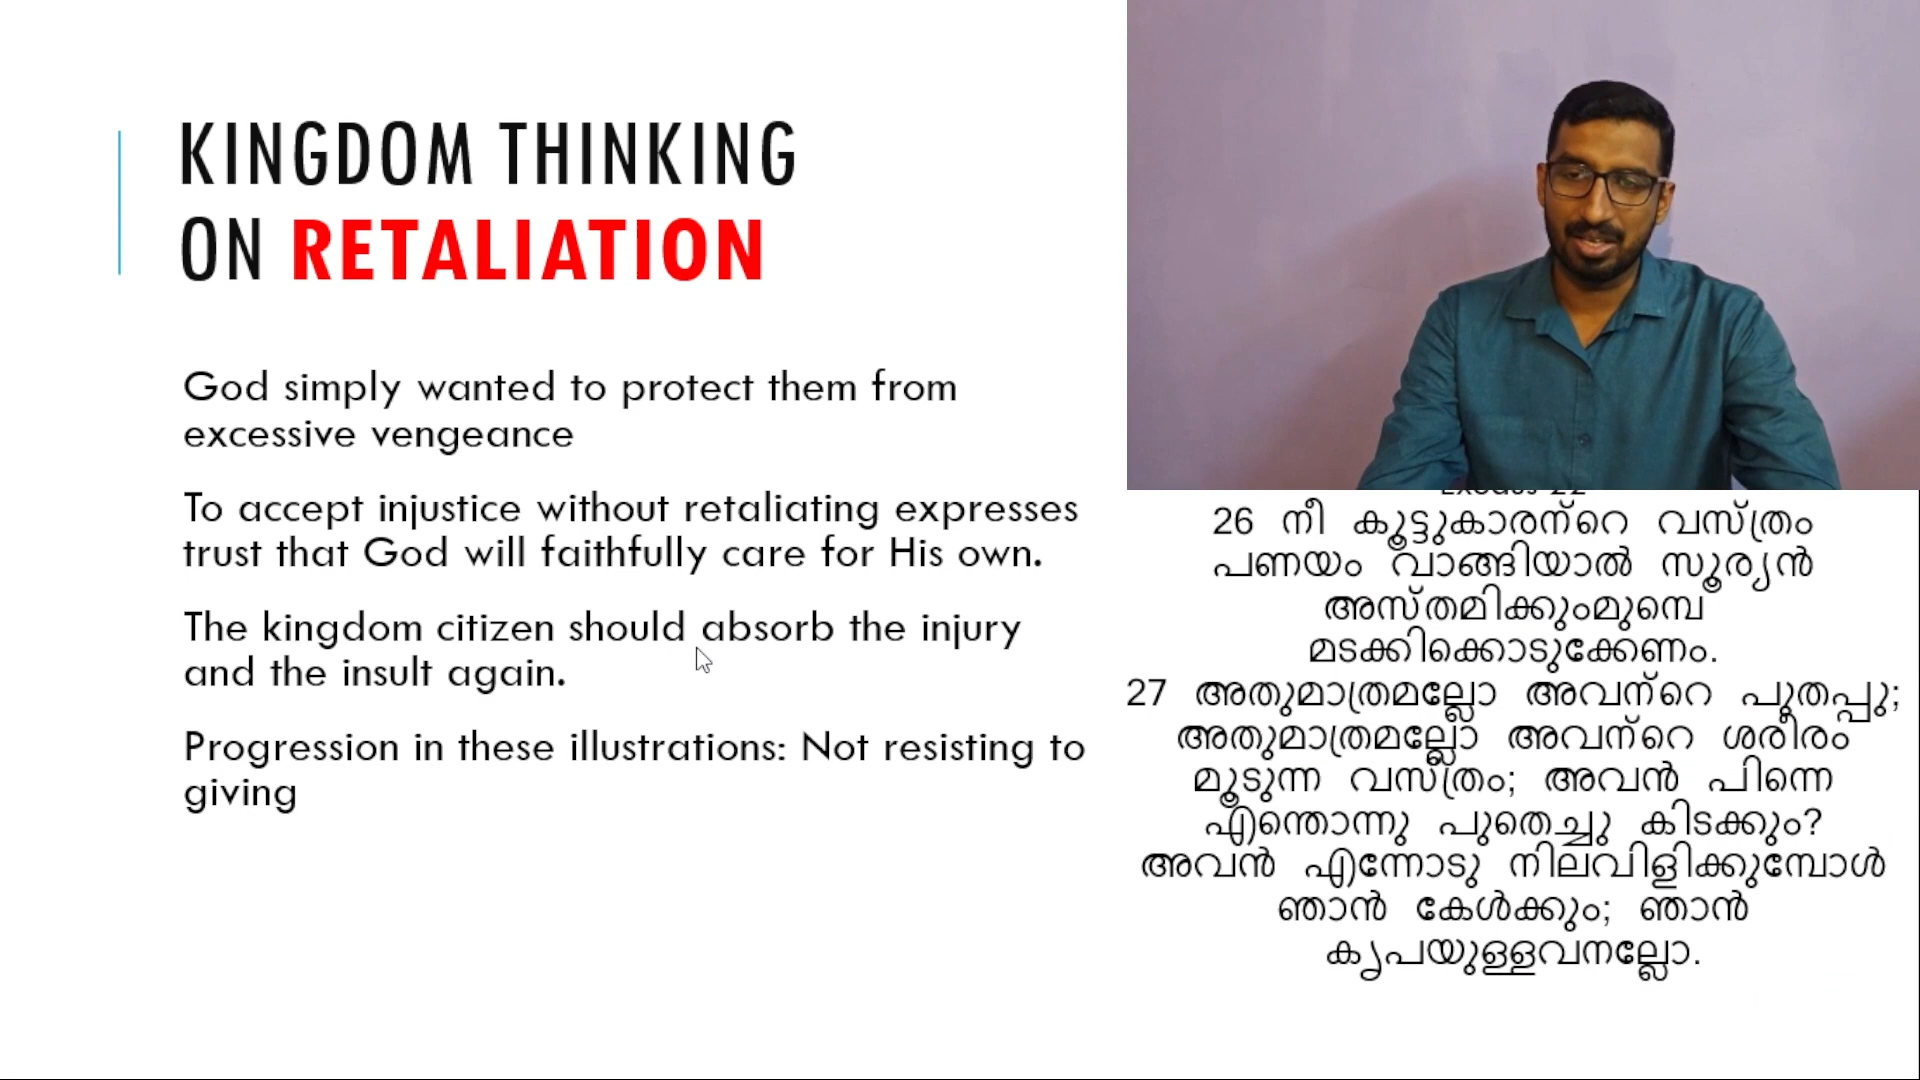 KINGDOM THINKING
ON RETALIATION
God simply wanted to protect them from
excessive vengeance
To accept injustice without retaliating expresses
trust that God will faithfully care for His own.
The kingdom citizen should absorb the injury
and the insult again.
Progression in these illustrations: Not resisting to
giving
Exodus 22
26 നീ കൂട്ടുകാരന്റെ വസ്ത്രം
പണയം വാങ്ങിയാൽ സൂര്യൻ
അസ്തമിക്കുംമുമ്പെ
മടക്കിക്കൊടുക്കേണം.
27 അതുമാത്രമല്ലോ അവന്റെ പുതപ്പു;
അതുമാത്രമല്ലോ അവന്റെ ശരീരം
മൂടുന്ന വസ്ത്രം; അവൻ പിന്നെ
എന്തൊന്നു പുതെച്ചു കിടക്കും?
അവൻ എന്നോടു നിലവിളിക്കുമ്പോൾ
ഞാൻ കേൾക്കും; ഞാൻ
കൃപയുള്ളവനല്ലോ.